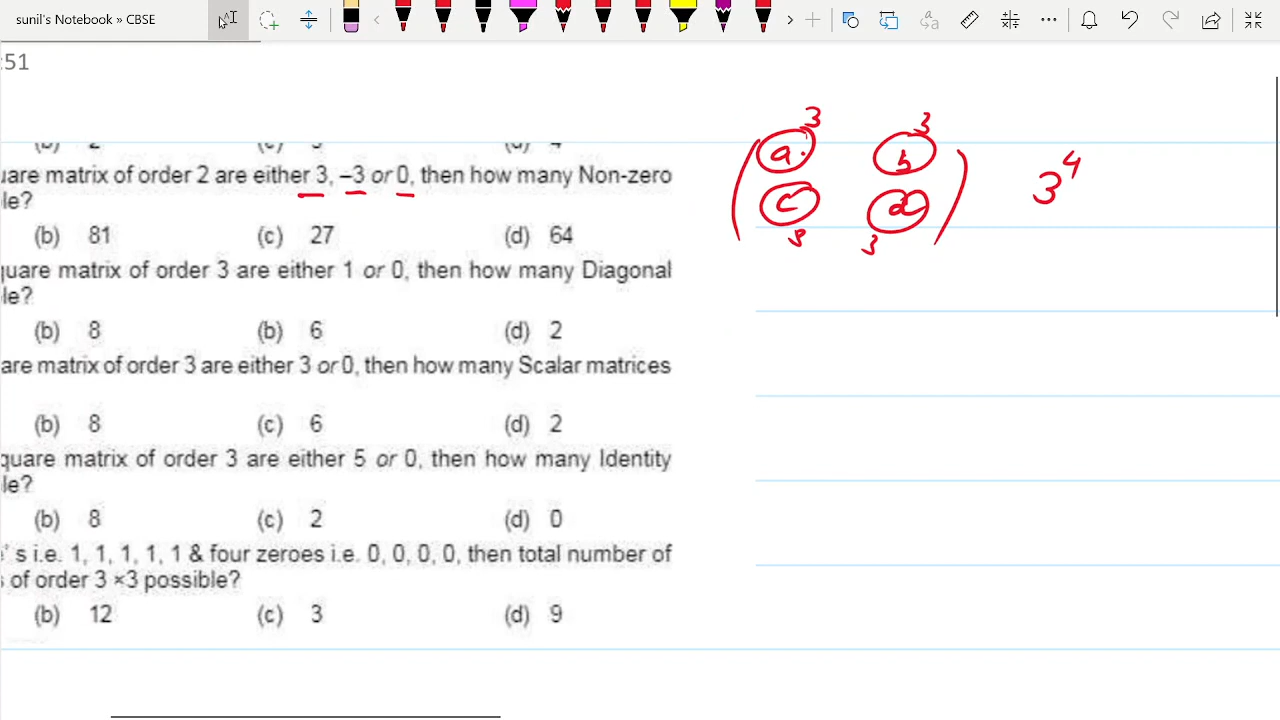 sunil's Notebook » CBSE
:51
uare matrix of order 2 are either 3, –3 or 0, then how many Non-zero
le?
(b) 81 (c) 27 (d) 64
quare matrix of order 3 are either 1 or 0, then how many Diagonal
le?
(b) 8 (b) 6 (d) 2
are matrix of order 3 are either 3 or 0, then how many Scalar matrices
(b) 8 (c) 6 (d) 2
quare matrix of order 3 are either 5 or 0, then how many Identity
le?
(b) 8 (c) 2 (d) 0
e's i.e. 1, 1, 1, 1, 1 & four zeroes i.e. 0, 0, 0, 0, then total number of
s of order 3 ×3 possible?
(b) 12 (c) 3 (d) 9
3 3
a b
c d
3 3
3⁴